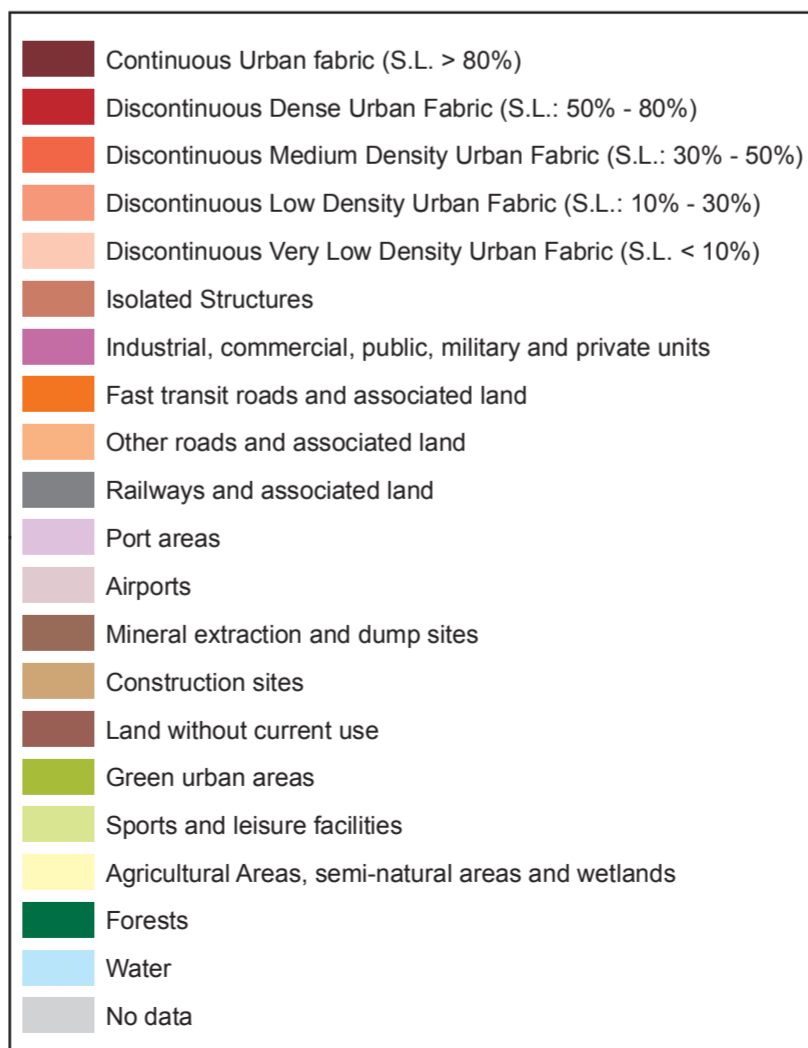 Continuous Urban fabric (S.L. > 80%)
Discontinuous Dense Urban Fabric (S.L.: 50% - 80%)
Discontinuous Medium Density Urban Fabric (S.L.: 30% - 50%)
Discontinuous Low Density Urban Fabric (S.L.: 10% - 30%)
Discontinuous Very Low Density Urban Fabric (S.L. < 10%)
Isolated Structures
Industrial, commercial, public, military and private units
Fast transit roads and associated land
Other roads and associated land
Railways and associated land
Port areas
Airports
Mineral extraction and dump sites
Construction sites
Land without current use
Green urban areas
Sports and leisure facilities
Agricultural Areas, semi-natural areas and wetlands
Forests
Water
No data